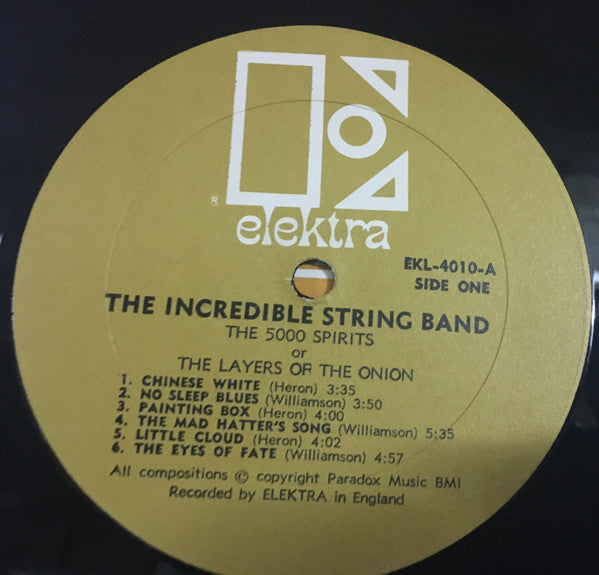 elektra
®
EKL-4010-A
SIDE ONE
THE INCREDIBLE STRING BAND
THE 5000 SPIRITS
or
THE LAYERS OF THE ONION
1. CHINESE WHITE (Heron) 3:35
2. NO SLEEP BLUES (Williamson) 3:50
3. PAINTING BOX (Heron) 4:00
4. THE MAD HATTER'S SONG (Williamson) 5:35
5. LITTLE CLOUD (Heron) 4:02
6. THE EYES OF FATE (Williamson) 4:57
All compositions © copyright Paradox Music BMI
Recorded by ELEKTRA in England